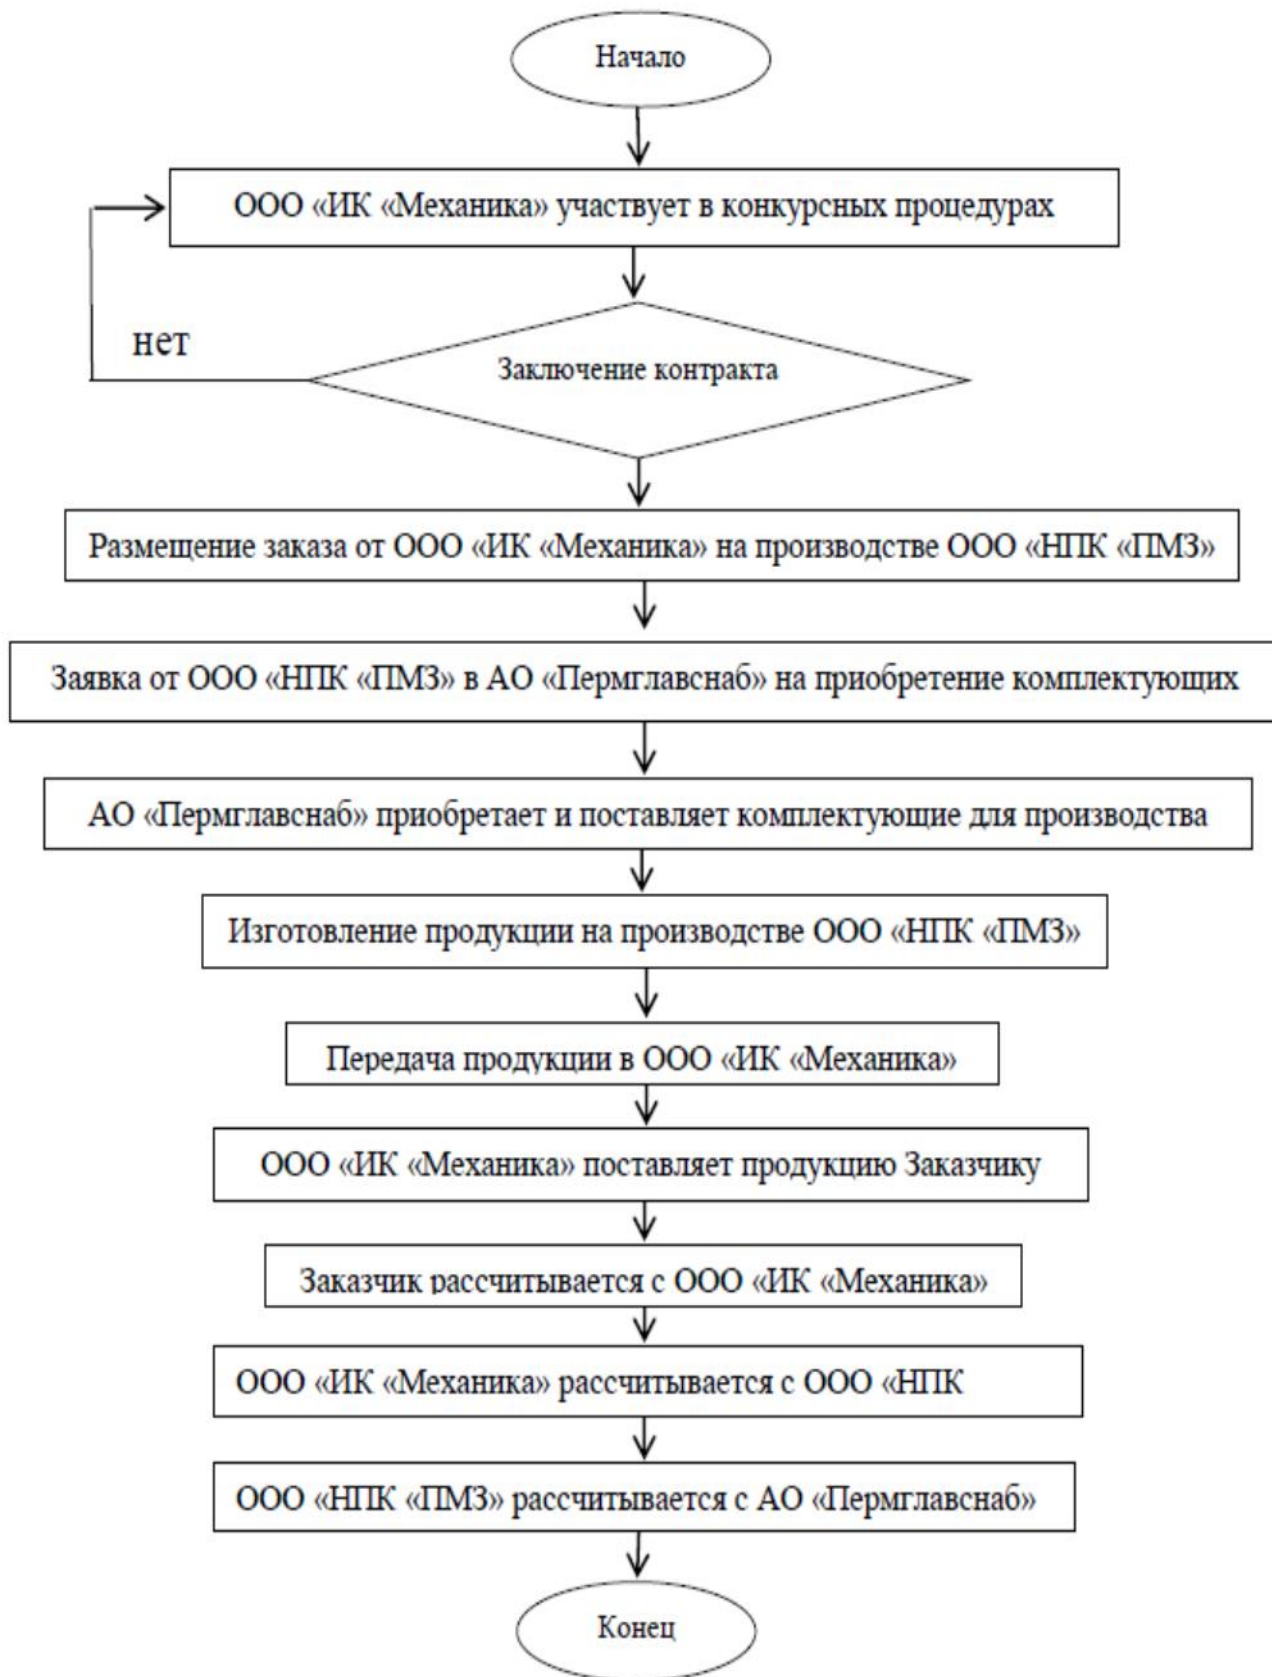 Начало
ООО «ИК «Механика» участвует в конкурсных процедурах
нет
Заключение контракта
Размещение заказа от ООО «ИК «Механика» на производстве ООО «НПК «ПМЗ»
Заявка от ООО «НПК «ПМЗ» в АО «Пермглавснаб» на приобретение комплектующих
АО «Пермглавснаб» приобретает и поставляет комплектующие для производства
Изготовление продукции на производстве ООО «НПК «ПМЗ»
Передача продукции в ООО «ИК «Механика»
ООО «ИК «Механика» поставляет продукцию Заказчику
Заказчик рассчитывается с ООО «ИК «Механика»
ООО «ИК «Механика» рассчитывается с ООО «НПК
ООО «НПК «ПМЗ» рассчитывается с АО «Пермглавснаб»
Конец